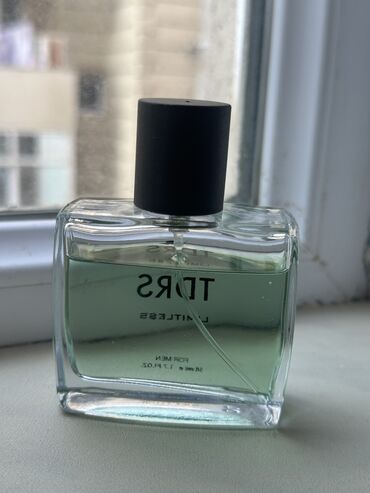 TDRS
LIMITLESS
FOR MEN
50 ml e 1.7 FL.OZ.